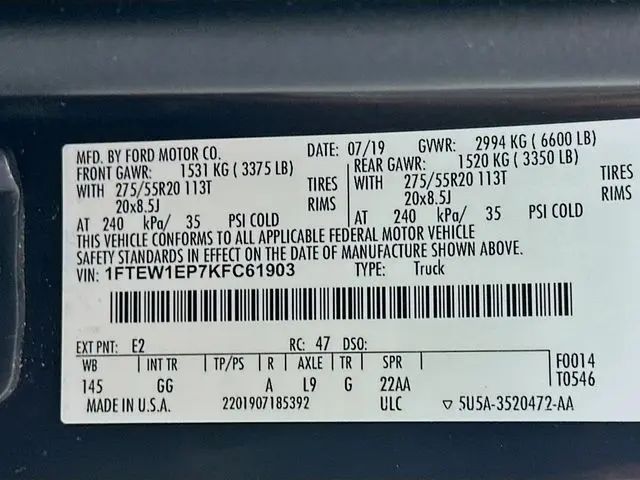 MFD. BY FORD MOTOR CO. DATE: 07/19 GVWR: 2994 KG ( 6600 LB)
FRONT GAWR: 1531 KG ( 3375 LB) REAR GAWR: 1520 KG ( 3350 LB)
WITH 275/55R20 113T TIRES WITH 275/55R20 113T TIRES
20x8.5J RIMS 20x8.5J RIMS
AT 240 kPa/ 35 PSI COLD AT 240 kPa/ 35 PSI COLD
THIS VEHICLE CONFORMS TO ALL APPLICABLE FEDERAL MOTOR VEHICLE
SAFETY STANDARDS IN EFFECT ON THE DATE OF MANUFACTURE SHOWN ABOVE.
VIN: 1FTEW1EP7KFC61903 TYPE: Truck
EXT PNT: E2 RC: 47 DSO:
WB INT TR TP/PS R AXLE TR SPR F0014
145 GG A L9 G 22AA T0546
MADE IN U.S.A. 2201907185392 ULC ▽ 5U5A-3520472-AA